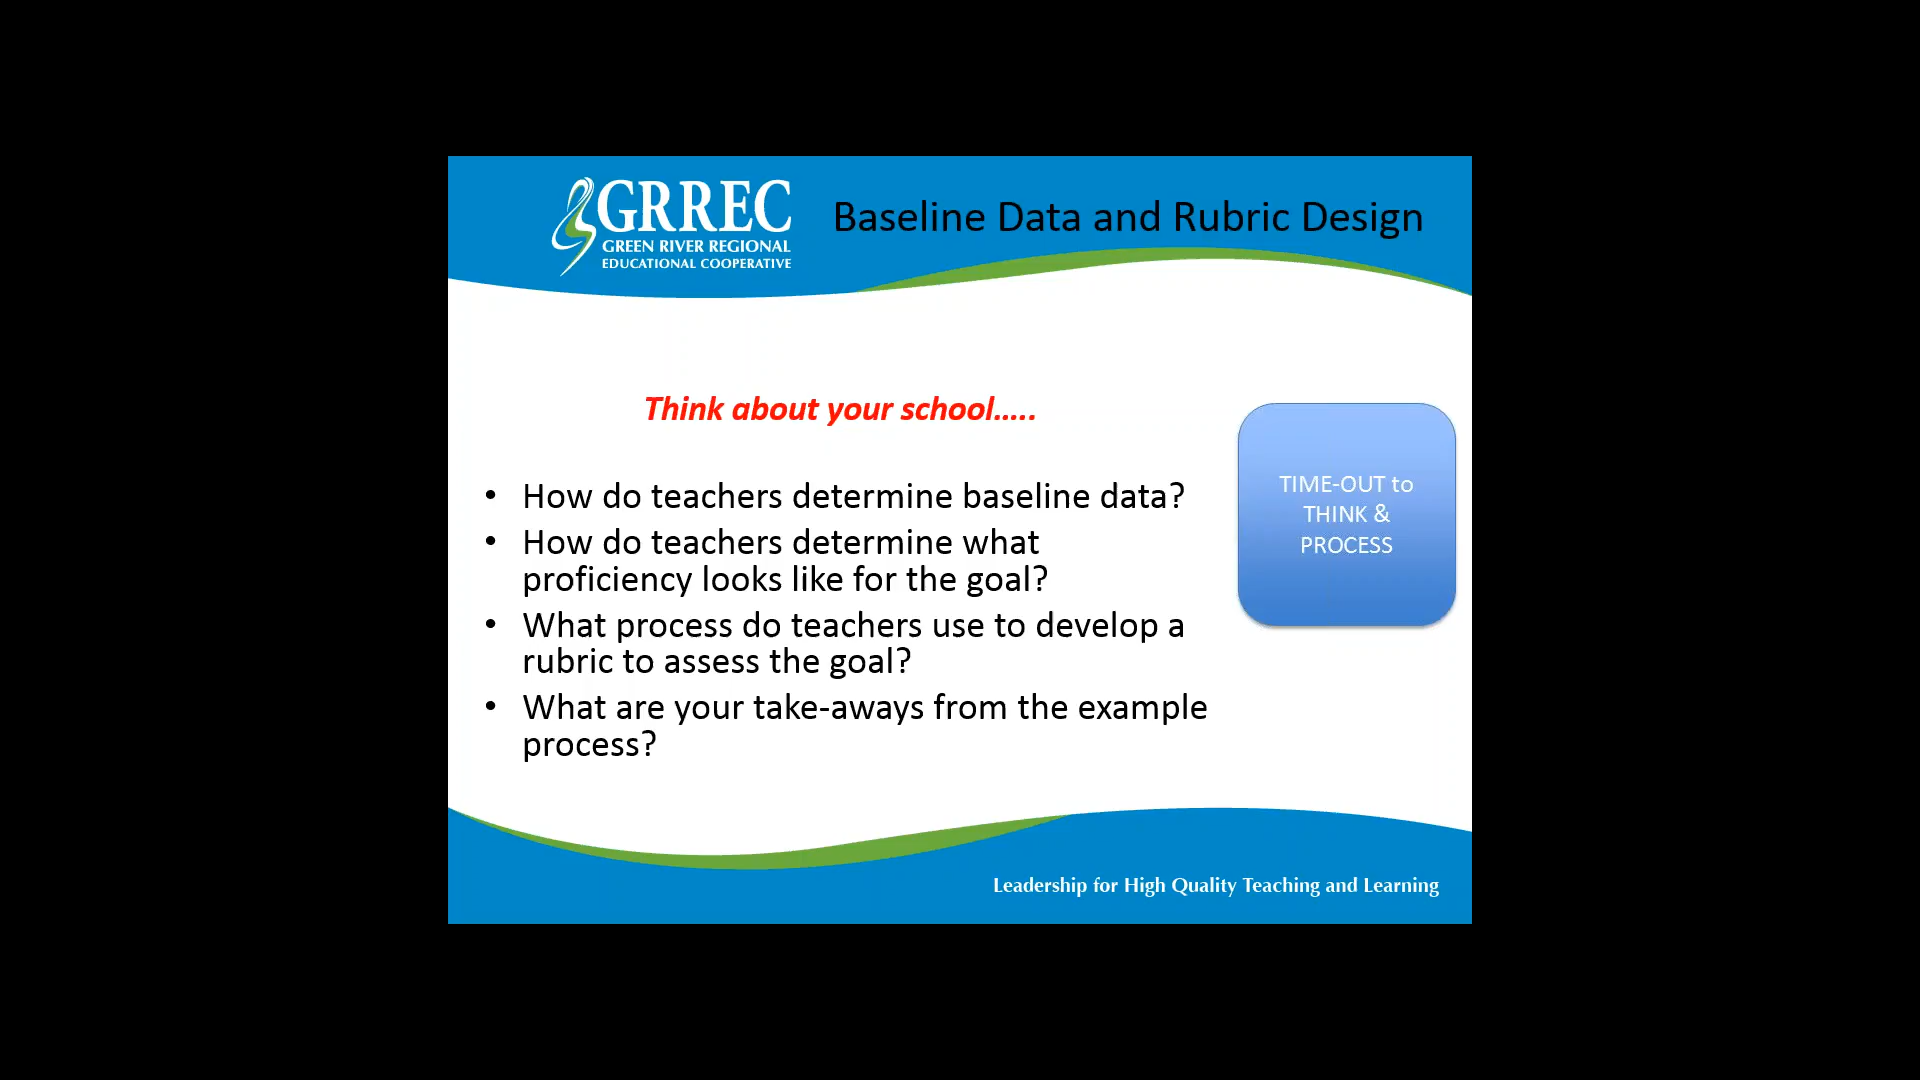 GRREC
GREEN RIVER REGIONAL
EDUCATIONAL COOPERATIVE
Baseline Data and Rubric Design
Think about your school.....
• How do teachers determine baseline data?
• How do teachers determine what
proficiency looks like for the goal?
• What process do teachers use to develop a
rubric to assess the goal?
• What are your take-aways from the example
process?
TIME-OUT to
THINK &
PROCESS
Leadership for High Quality Teaching and Learning